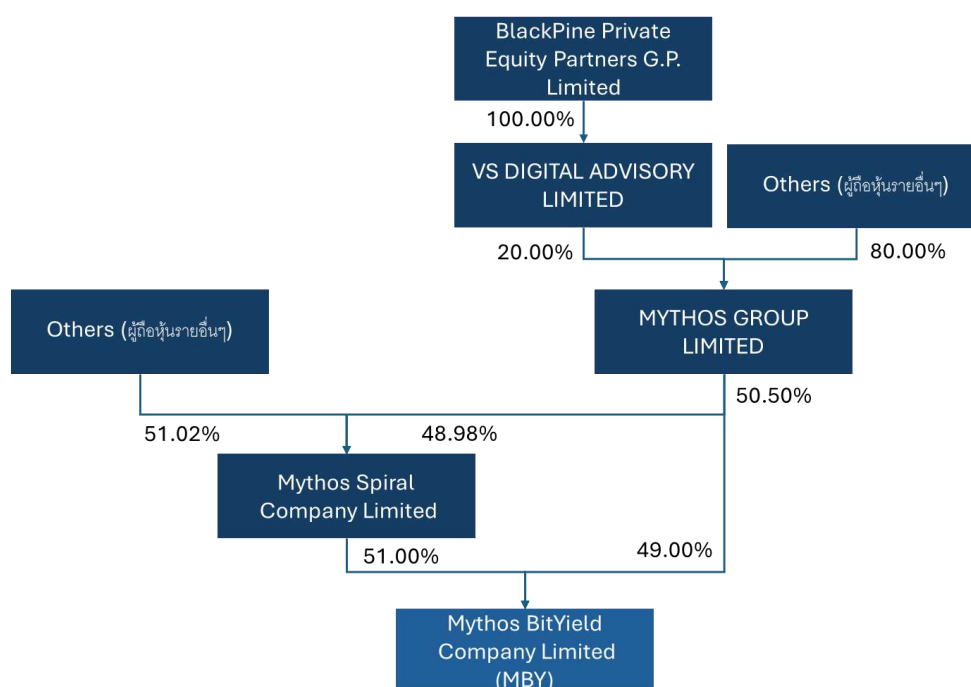 BlackPine Private
Equity Partners G.P.
Limited
100.00%
VS DIGITAL ADVISORY
LIMITED
Others (ผู้ถือหุ้นรายอื่นๆ)
20.00%
80.00%
MYTHOS GROUP
LIMITED
Others (ผู้ถือหุ้นรายอื่นๆ)
50.50%
51.02%
48.98%
Mythos Spiral
Company Limited
51.00%
49.00%
Mythos BitYield
Company Limited
(MBY)